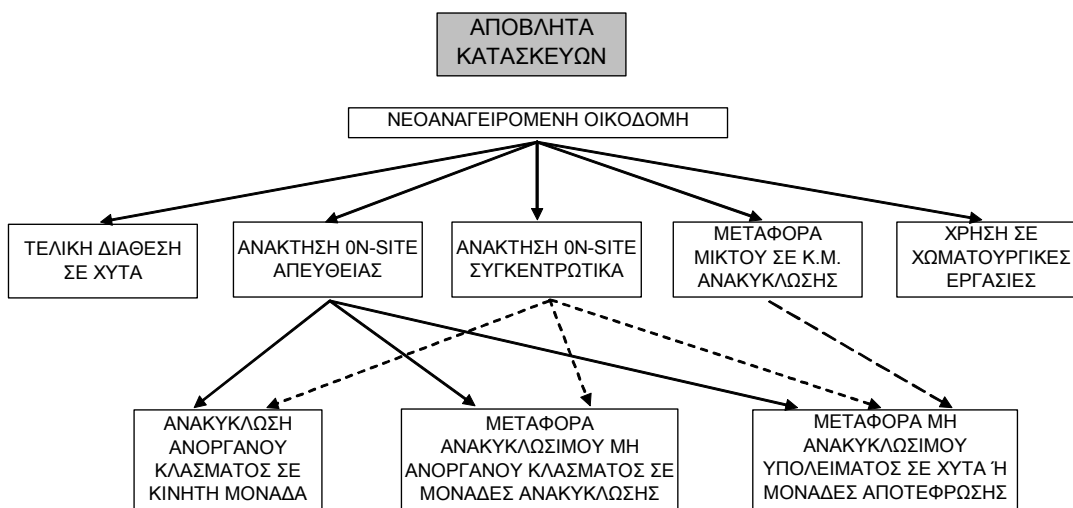 ΑΠΟΒΛΗΤΑ
ΚΑΤΑΣΚΕΥΩΝ
ΝΕΟΑΝΑΓΕΙΡΟΜΕΝΗ ΟΙΚΟΔΟΜΗ
ΤΕΛΙΚΗ ΔΙΑΘΕΣΗ
ΣΕ ΧΥΤΑ
ΑΝΑΚΤΗΣΗ 0N-SITE
ΑΠΕΥΘΕΙΑΣ
ΑΝΑΚΤΗΣΗ 0N-SITE
ΣΥΓΚΕΝΤΡΩΤΙΚΑ
ΜΕΤΑΦΟΡΑ
ΜΙΚΤΟΥ ΣΕ Κ.Μ.
ΑΝΑΚΥΚΛΩΣΗΣ
ΧΡΗΣΗ ΣΕ
ΧΩΜΑΤΟΥΡΓΙΚΕΣ
ΕΡΓΑΣΙΕΣ
ΑΝΑΚΥΚΛΩΣΗ
ΑΝΟΡΓΑΝΟΥ
ΚΛΑΣΜΑΤΟΣ ΣΕ
ΚΙΝΗΤΗ ΜΟΝΑΔΑ
ΜΕΤΑΦΟΡΑ
ΑΝΑΚΥΚΛΩΣΙΜΟΥ ΜΗ
ΑΝΟΡΓΑΝΟΥ ΚΛΑΣΜΑΤΟΣ ΣΕ
ΜΟΝΑΔΕΣ ΑΝΑΚΥΚΛΩΣΗΣ
ΜΕΤΑΦΟΡΑ ΜΗ
ΑΝΑΚΥΚΛΩΣΙΜΟΥ
ΥΠΟΛΕΙΜΑΤΟΣ ΣΕ ΧΥΤΑ Ή
ΜΟΝΑΔΕΣ ΑΠΟΤΕΦΡΩΣΗΣ